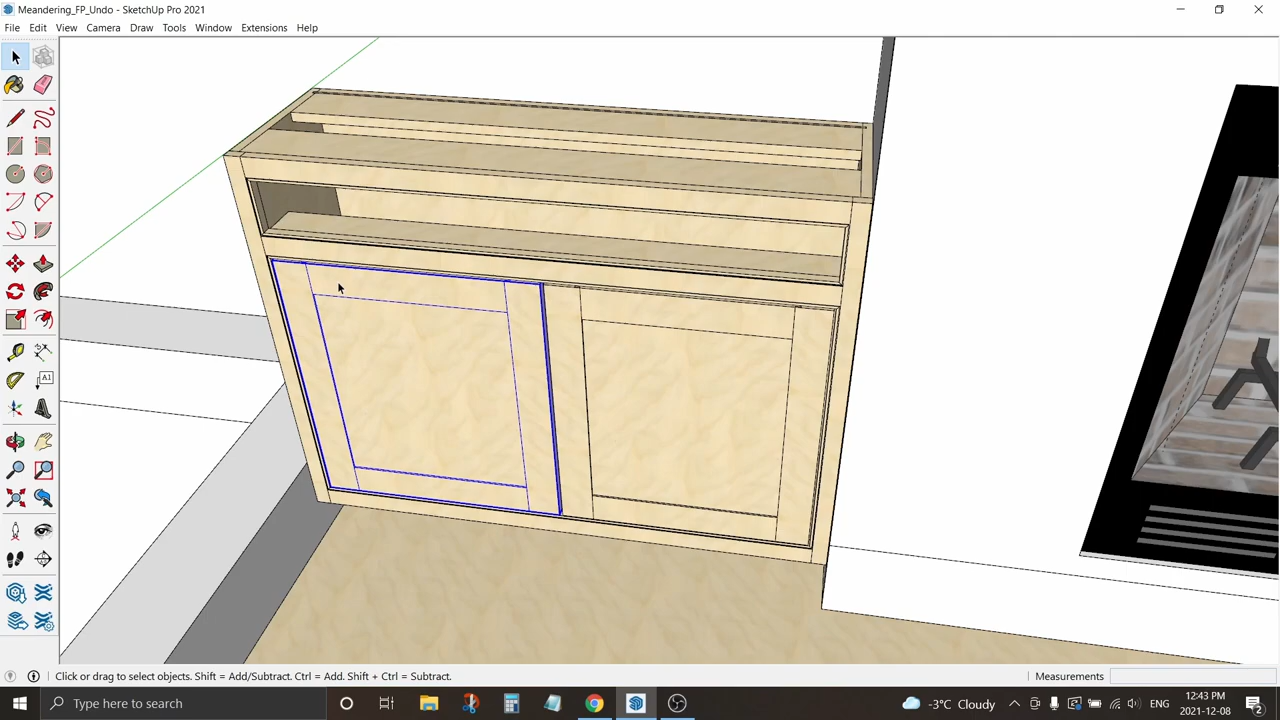 Meandering_FP_Undo - SketchUp Pro 2021
File Edit View Camera Draw Tools Window Extensions Help
A1
Click or drag to select objects. Shift = Add/Subtract. Ctrl = Add. Shift + Ctrl = Subtract.
Measurements
Type here to search
-3°C Cloudy
ENG
12:43 PM
2021-12-08
2